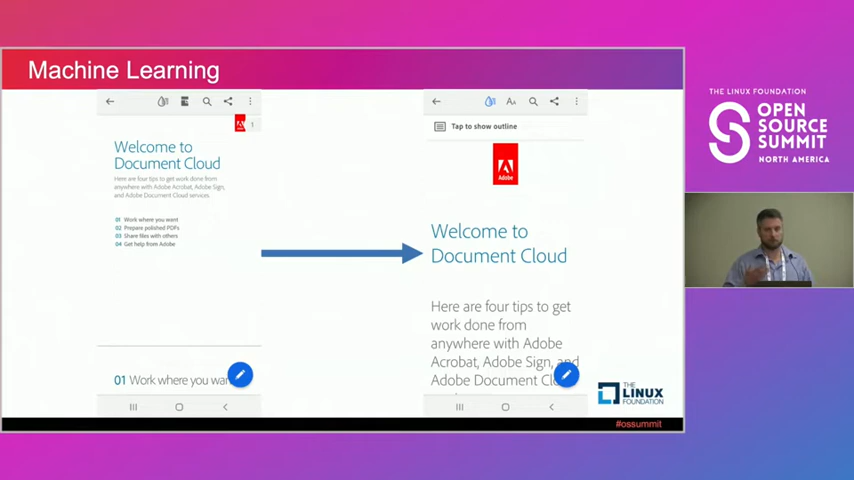 Machine Learning
1
Welcome to
Document Cloud
Here are four tips to get work done from
anywhere with Adobe Acrobat, Adobe Sign,
and Adobe Document Cloud services.
01 Work where you want
02 Prepare polished PDFs
03 Share files with others
04 Get help from Adobe
01 Work where you wan
AA
Tap to show outline
Adobe
Welcome to
Document Cloud
Here are four tips to get
work done from
anywhere with Adobe
Acrobat, Adobe Sign, and
Adobe Document Clo
THE
LINUX
FOUNDATION
#ossummit
THE LINUX FOUNDATION
OPEN
SOURCE
SUMMIT
NORTH AMERICA